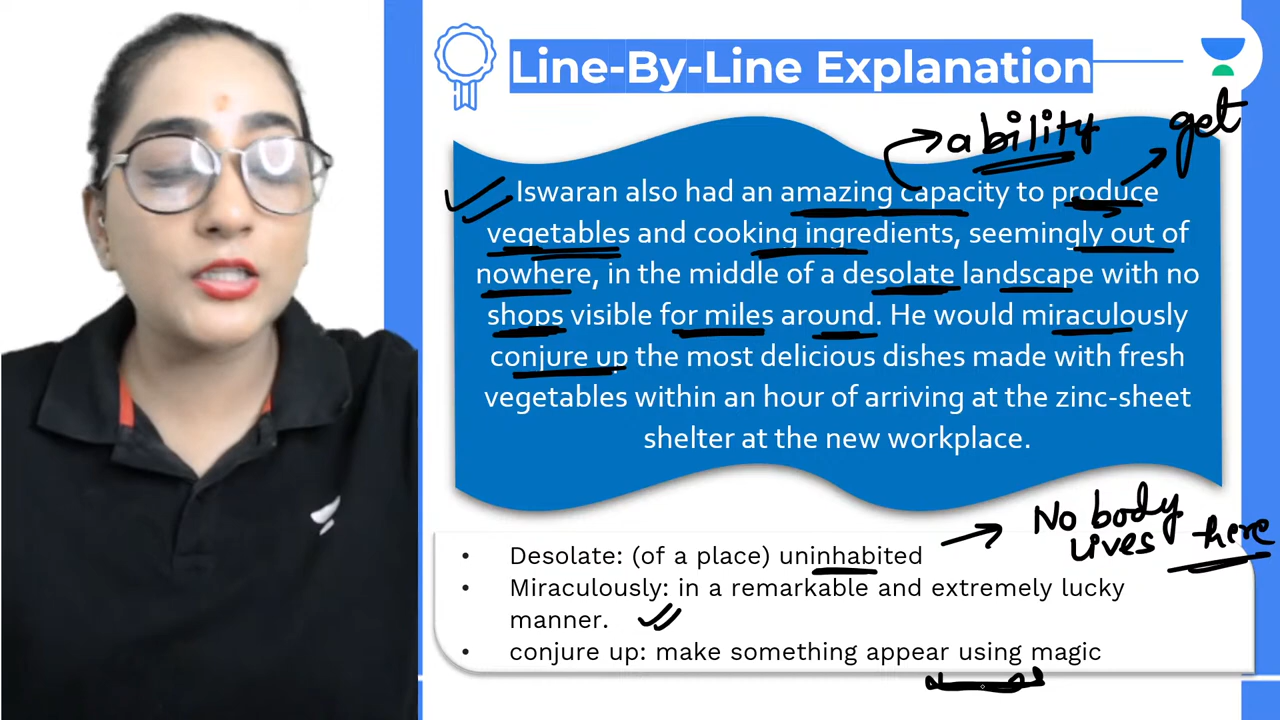 Line-By-Line Explanation
ability
get
Iswaran also had an amazing capacity to produce
vegetables and cooking ingredients, seemingly out of
nowhere, in the middle of a desolate landscape with no
shops visible for miles around. He would miraculously
conjure up the most delicious dishes made with fresh
vegetables within an hour of arriving at the zinc-sheet
shelter at the new workplace.
No body
lives here
• Desolate: (of a place) uninhabited
• Miraculously: in a remarkable and extremely lucky
manner.
• conjure up: make something appear using magic